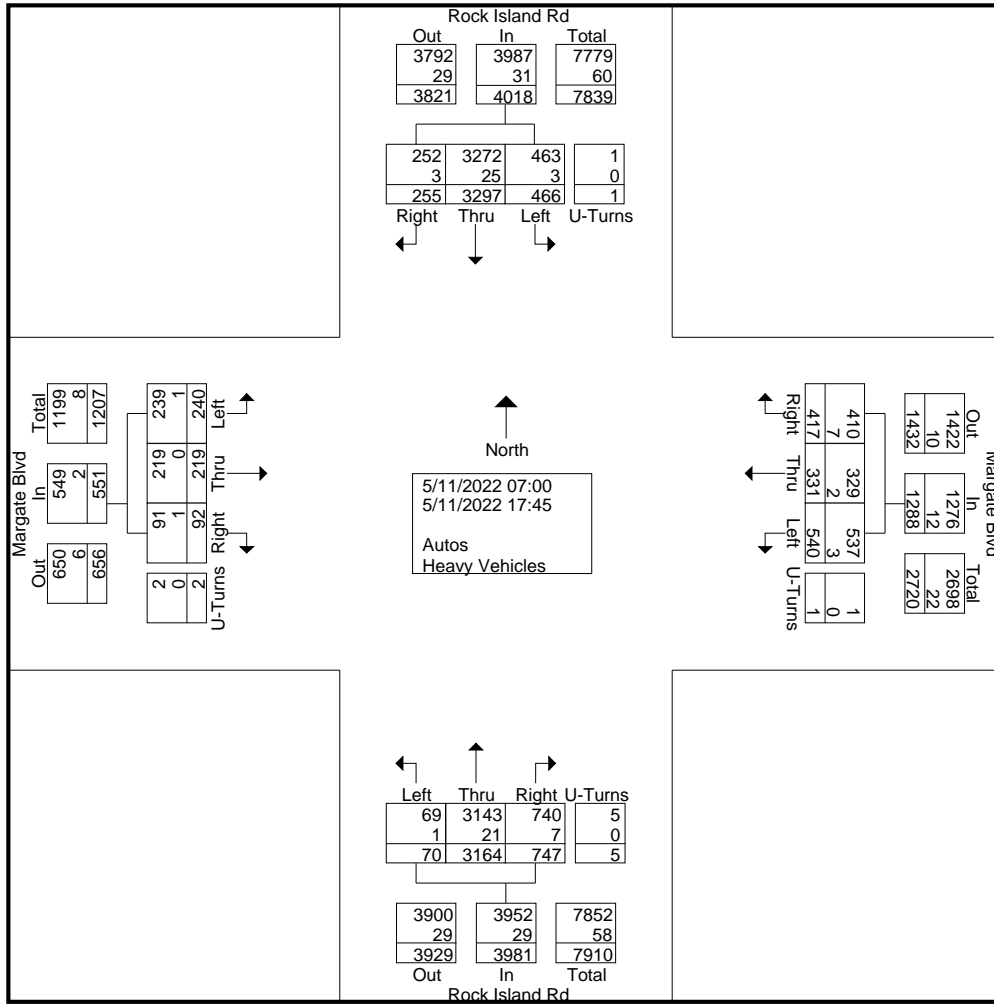 Rock Island Rd
Out In Total
3792 3987 7779
29 31 60
3821 4018 7839
252 3272 463 1
3 25 3 0
255 3297 466 1
Right Thru Left U-Turns
Margate Blvd
Total In Out
1199 549 650
8 2 6
1207 551 656
239 219 91 2
1 0 1 0
240 219 92 2
Left Thru Right U-Turns
North
5/11/2022 07:00
5/11/2022 17:45
Autos
Heavy Vehicles
Right Thru Left U-Turns
410 329 537 1
7 2 3 0
417 331 540 1
Out In Total
1422 1276 2698
10 12 22
1432 1288 2720
Margate Blvd
Left Thru Right U-Turns
69 3143 740 5
1 21 7 0
70 3164 747 5
3900 3952 7852
29 29 58
3929 3981 7910
Out In Total
Rock Island Rd